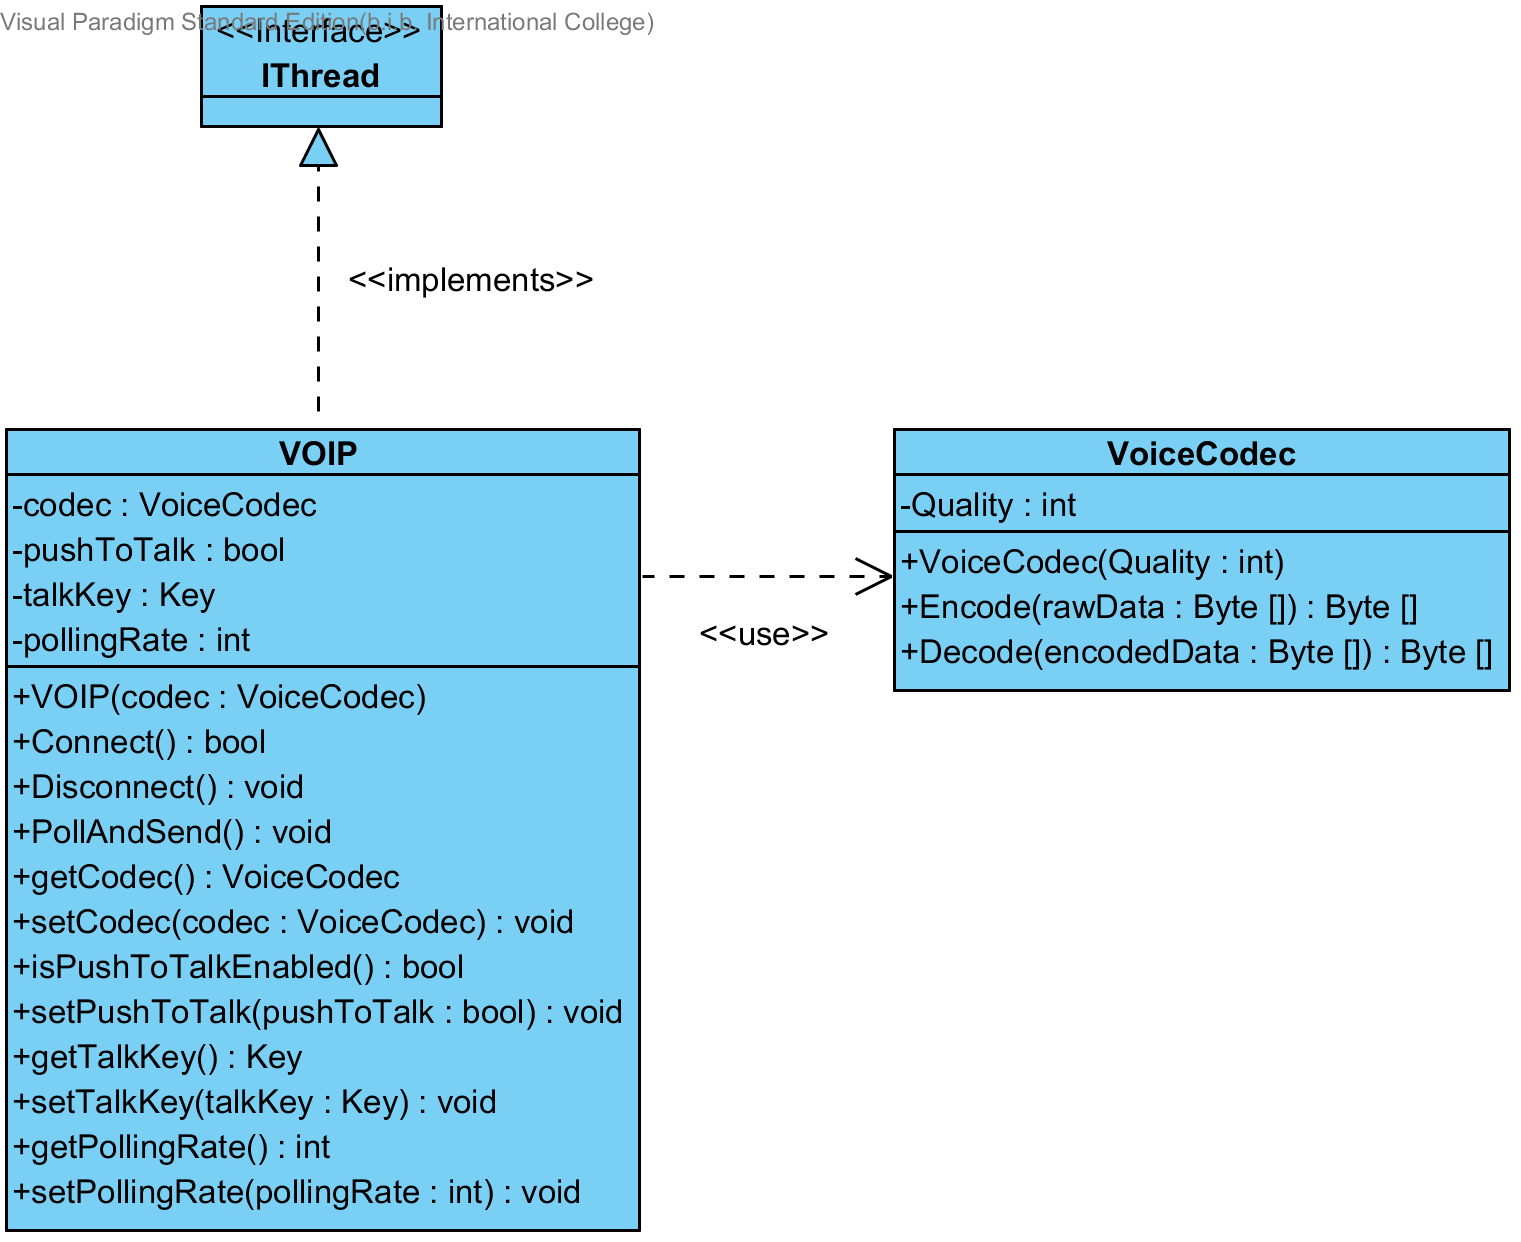 Visual Paradigm Standard Edition(b.i.b. International College)
<<Interface>>
IThread
<<implements>>
VOIP
-codec : VoiceCodec
-pushToTalk : bool
-talkKey : Key
-pollingRate : int
+VOIP(codec : VoiceCodec)
+Connect() : bool
+Disconnect() : void
+PollAndSend() : void
+getCodec() : VoiceCodec
+setCodec(codec : VoiceCodec) : void
+isPushToTalkEnabled() : bool
+setPushToTalk(pushToTalk : bool) : void
+getTalkKey() : Key
+setTalkKey(talkKey : Key) : void
+getPollingRate() : int
+setPollingRate(pollingRate : int) : void
<<use>>
VoiceCodec
-Quality : int
+VoiceCodec(Quality : int)
+Encode(rawData : Byte []) : Byte []
+Decode(encodedData : Byte []) : Byte []